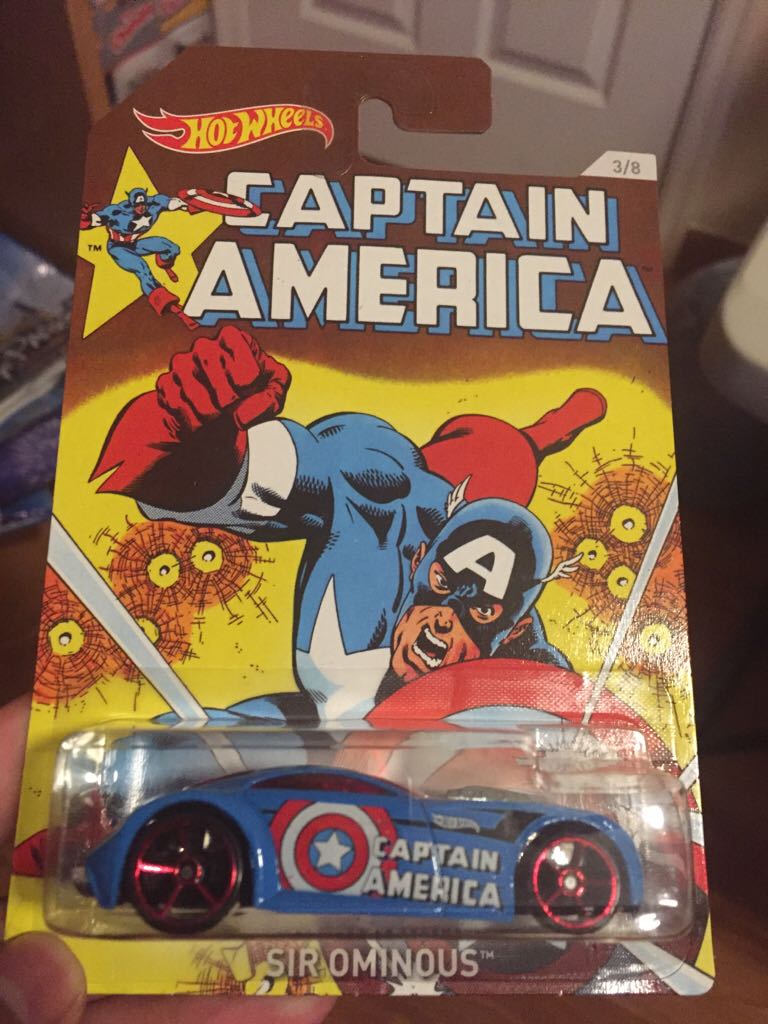 HOT WHEELS
3/8
CAPTAIN
AMERICA
TM
A
CAPTAIN
AMERICA
SIR OMINOUS™